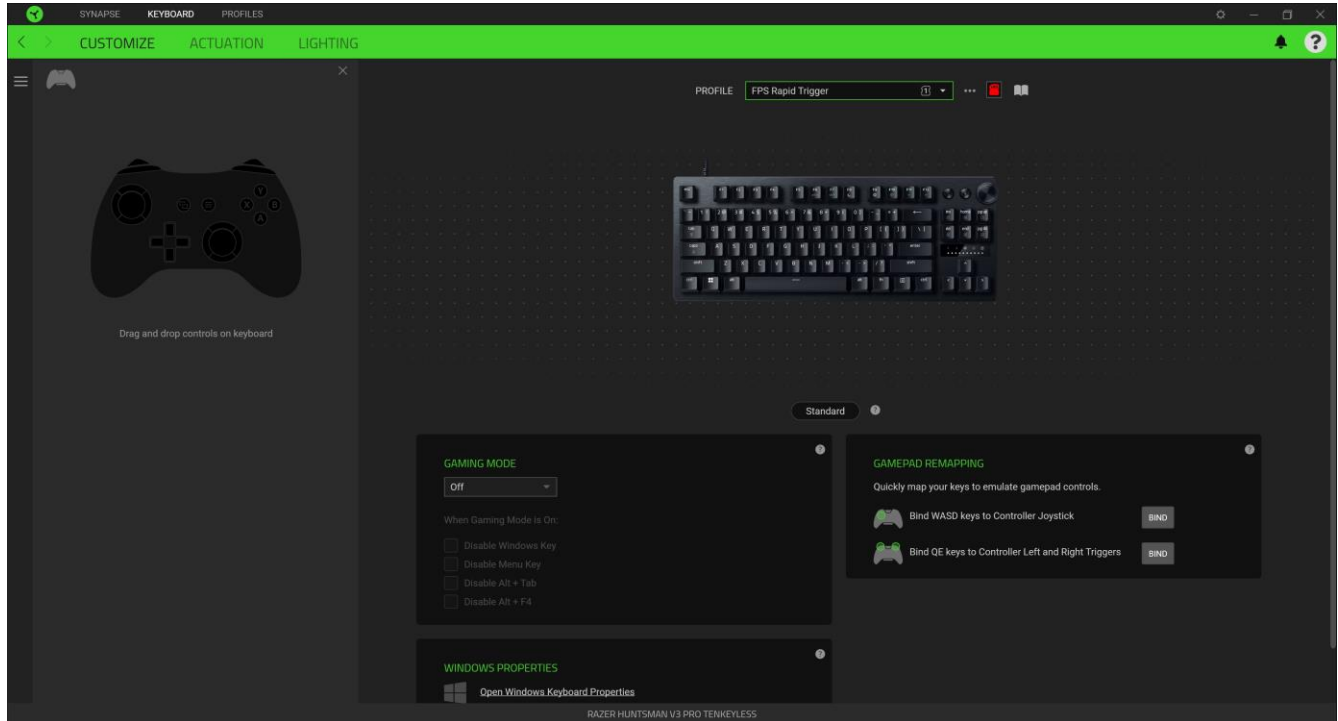 SYNAPSE KEYBOARD PROFILES
CUSTOMIZE ACTUATION LIGHTING
PROFILE FPS Rapid Trigger 1
Y
X B
A
Drag and drop controls on keyboard
Standard
GAMING MODE
Off
When Gaming Mode is On:
Disable Windows Key
Disable Menu Key
Disable Alt + Tab
Disable Alt + F4
GAMEPAD REMAPPING
Quickly map your keys to emulate gamepad controls.
Bind WASD keys to Controller Joystick BIND
Bind QE keys to Controller Left and Right Triggers BIND
WINDOWS PROPERTIES
Open Windows Keyboard Properties
RAZER HUNTSMAN V3 PRO TENKEYLESS